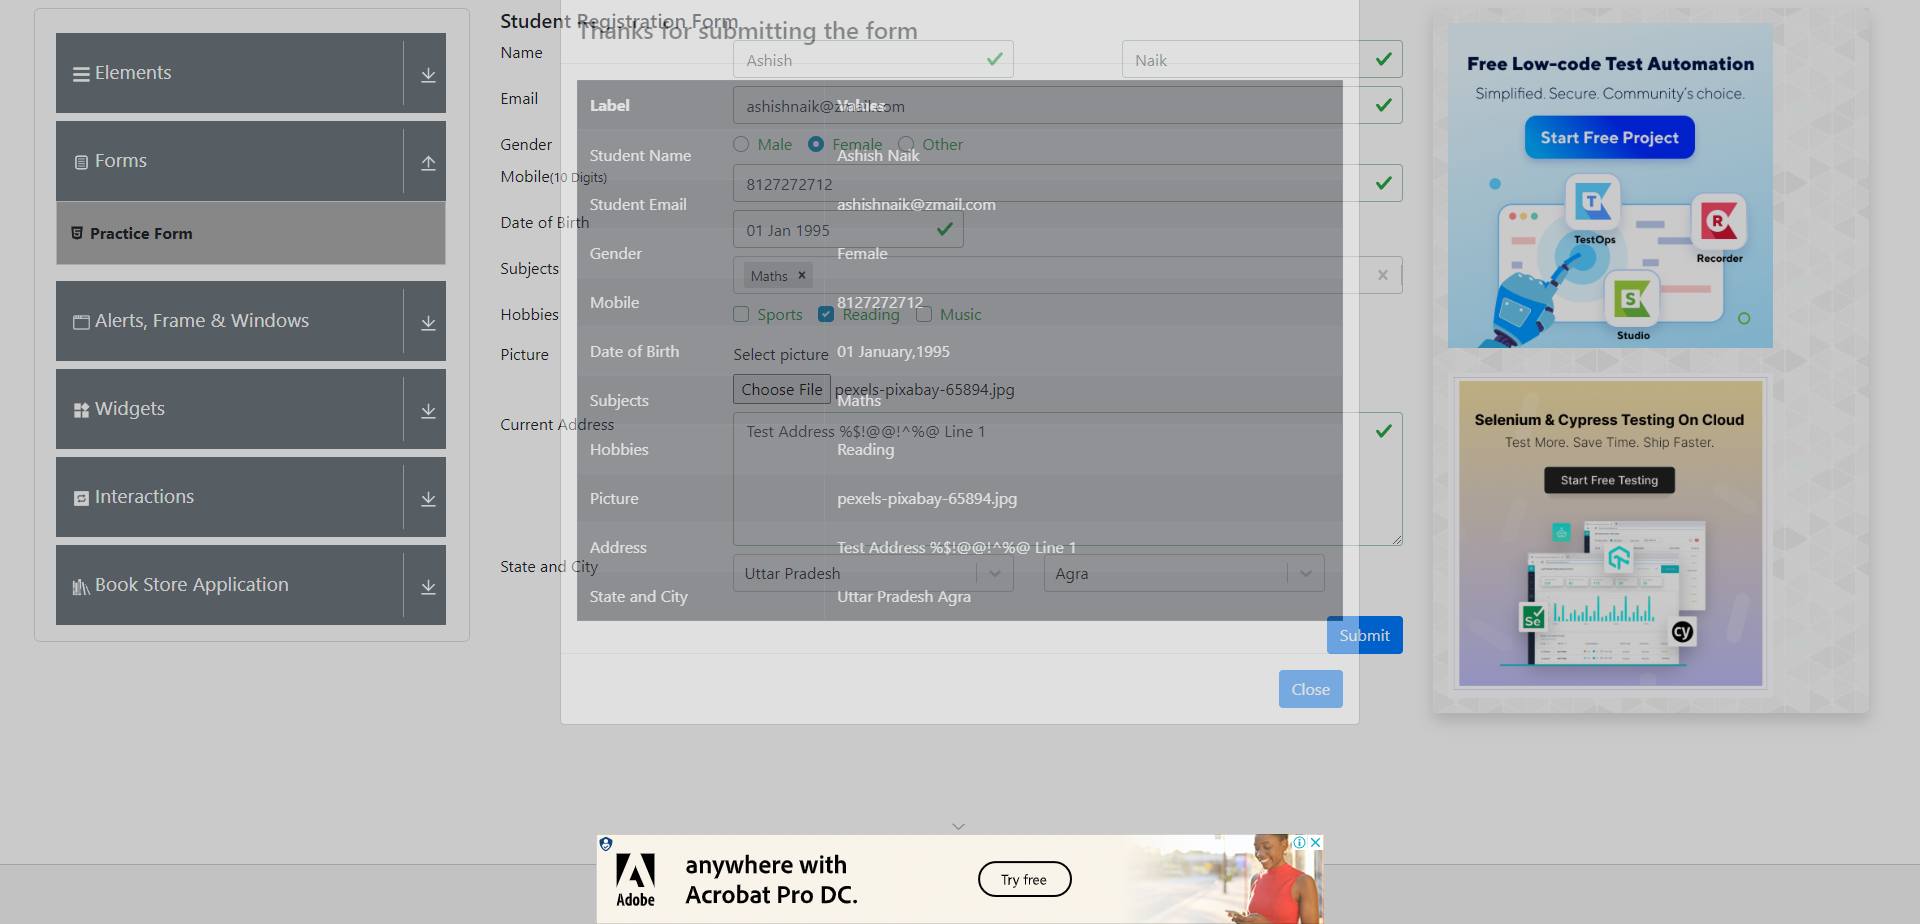 Elements
Forms
Practice Form
Alerts, Frame & Windows
Widgets
Interactions
Book Store Application
Student Registration Form
Thanks for submitting the form
Name
Ashish
Naik
Email
ashishnaik@zmail.com
Gender
Male
Female
Other
Mobile(10 Digits)
8127272712
Date of Birth
01 Jan 1995
Subjects
Maths ×
Hobbies
Sports
Reading
Music
Picture
Select picture
Choose File pexels-pixabay-65894.jpg
Current Address
Test Address %$!@@!^%@ Line 1
State and City
Uttar Pradesh
Agra
Submit
Label Values
Student Name Ashish Naik
Student Email ashishnaik@zmail.com
Gender Female
Mobile 8127272712
Date of Birth 01 January,1995
Subjects Maths
Hobbies Reading
Picture pexels-pixabay-65894.jpg
Address Test Address %$!@@!^%@ Line 1
State and City Uttar Pradesh Agra
Close
Free Low-code Test Automation
Simplified. Secure. Community's choice.
Start Free Project
TestOps
Recorder
Studio
Selenium & Cypress Testing On Cloud
Test More. Save Time. Ship Faster.
Start Free Testing
Se
cy
Adobe
anywhere with
Acrobat Pro DC.
Try free